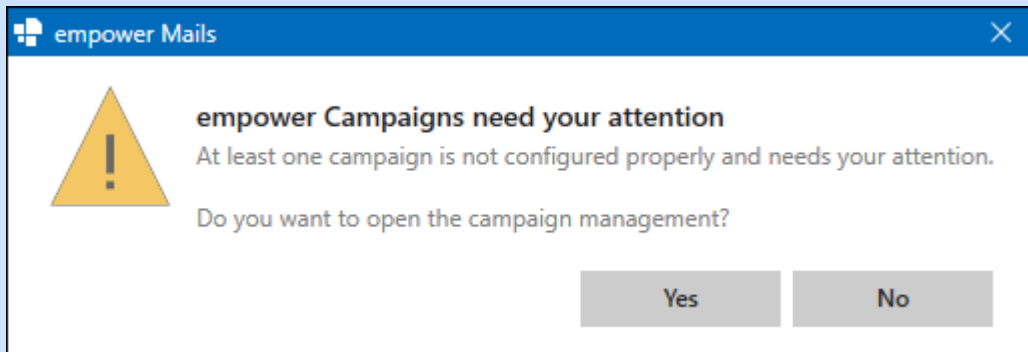 empower Mails
empower Campaigns need your attention
At least one campaign is not configured properly and needs your attention.
Do you want to open the campaign management?
Yes No